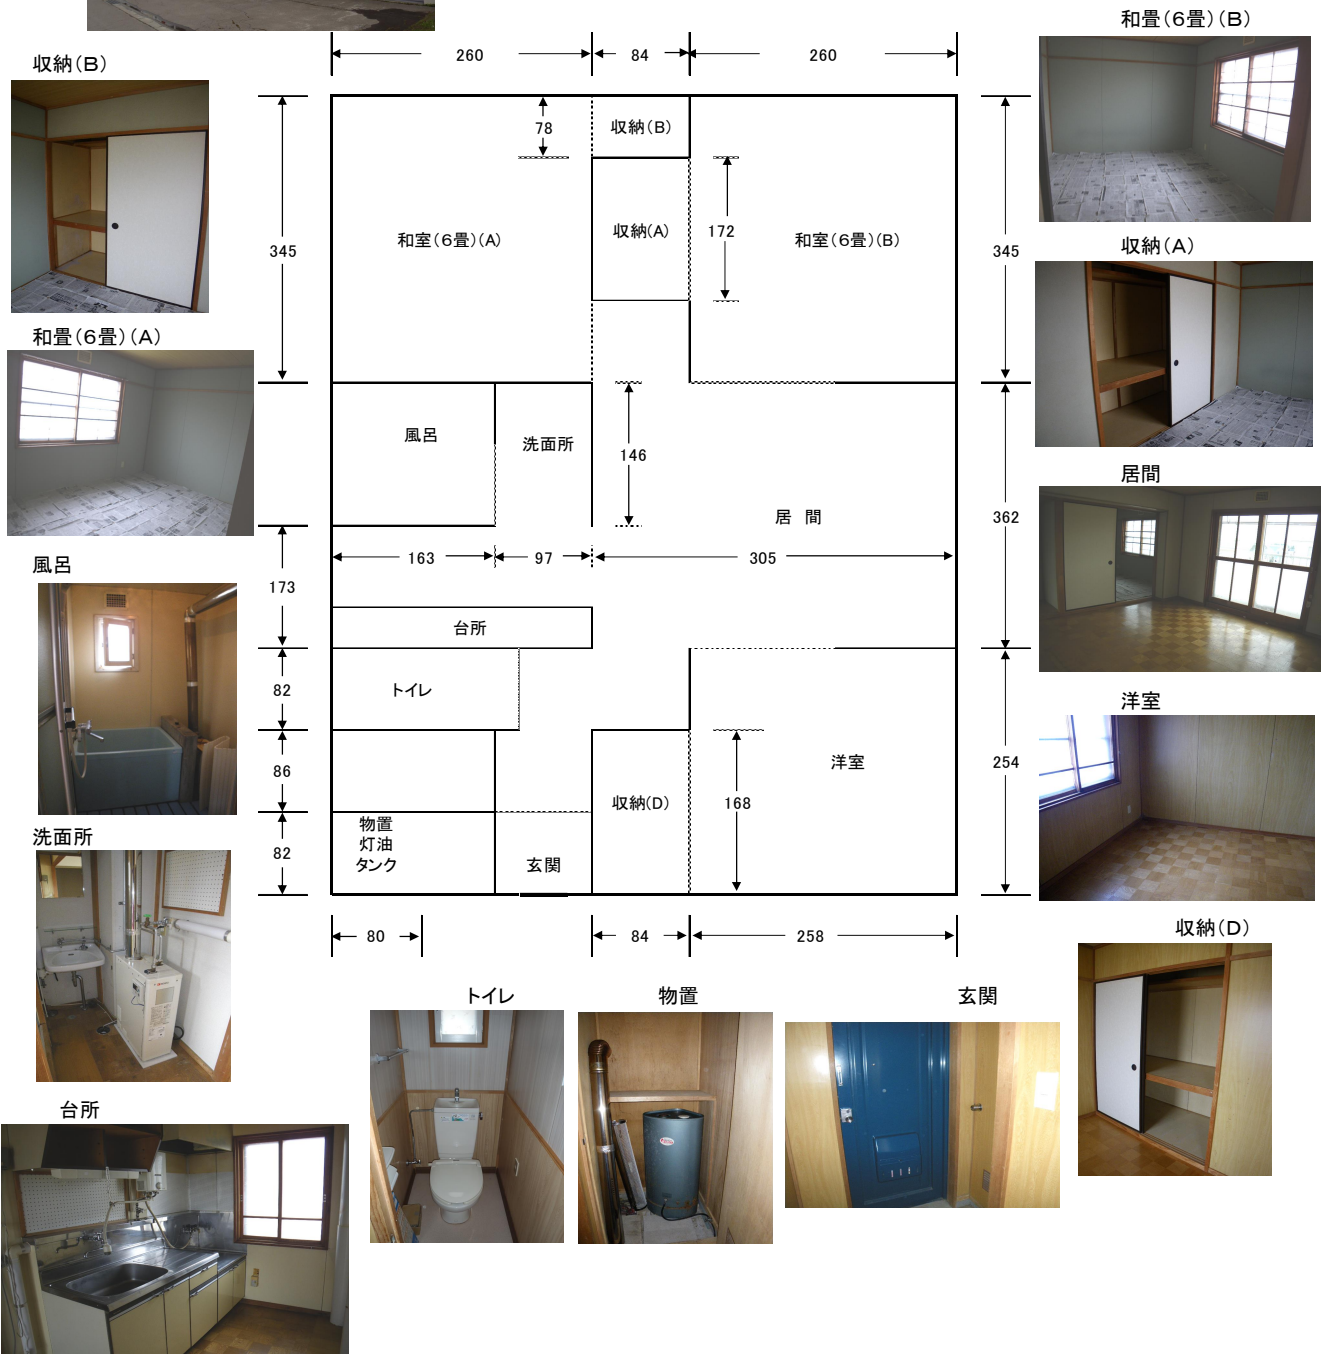 和畳(6畳)(B)
収納(B)
260
84
260
78
収納(B)
345
和室(6畳)(A)
収納(A)
172
和室(6畳)(B)
345
収納(A)
和畳(6畳)(A)
風呂
洗面所
146
居間
居 間
362
163
97
305
風呂
173
台所
82
トイレ
洋室
86
収納(D)
168
洋室
254
物置
灯油
タンク
82
玄関
洗面所
80
84
258
収納(D)
トイレ
物置
玄関
台所